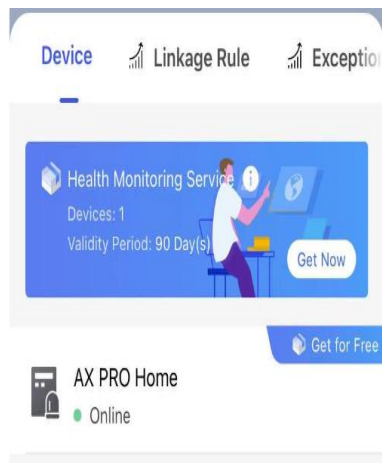 Device Linkage Rule Exceptio
Health Monitoring Service
Devices: 1
Validity Period: 90 Day(s)
Get Now
Get for Free
AX PRO Home
Online